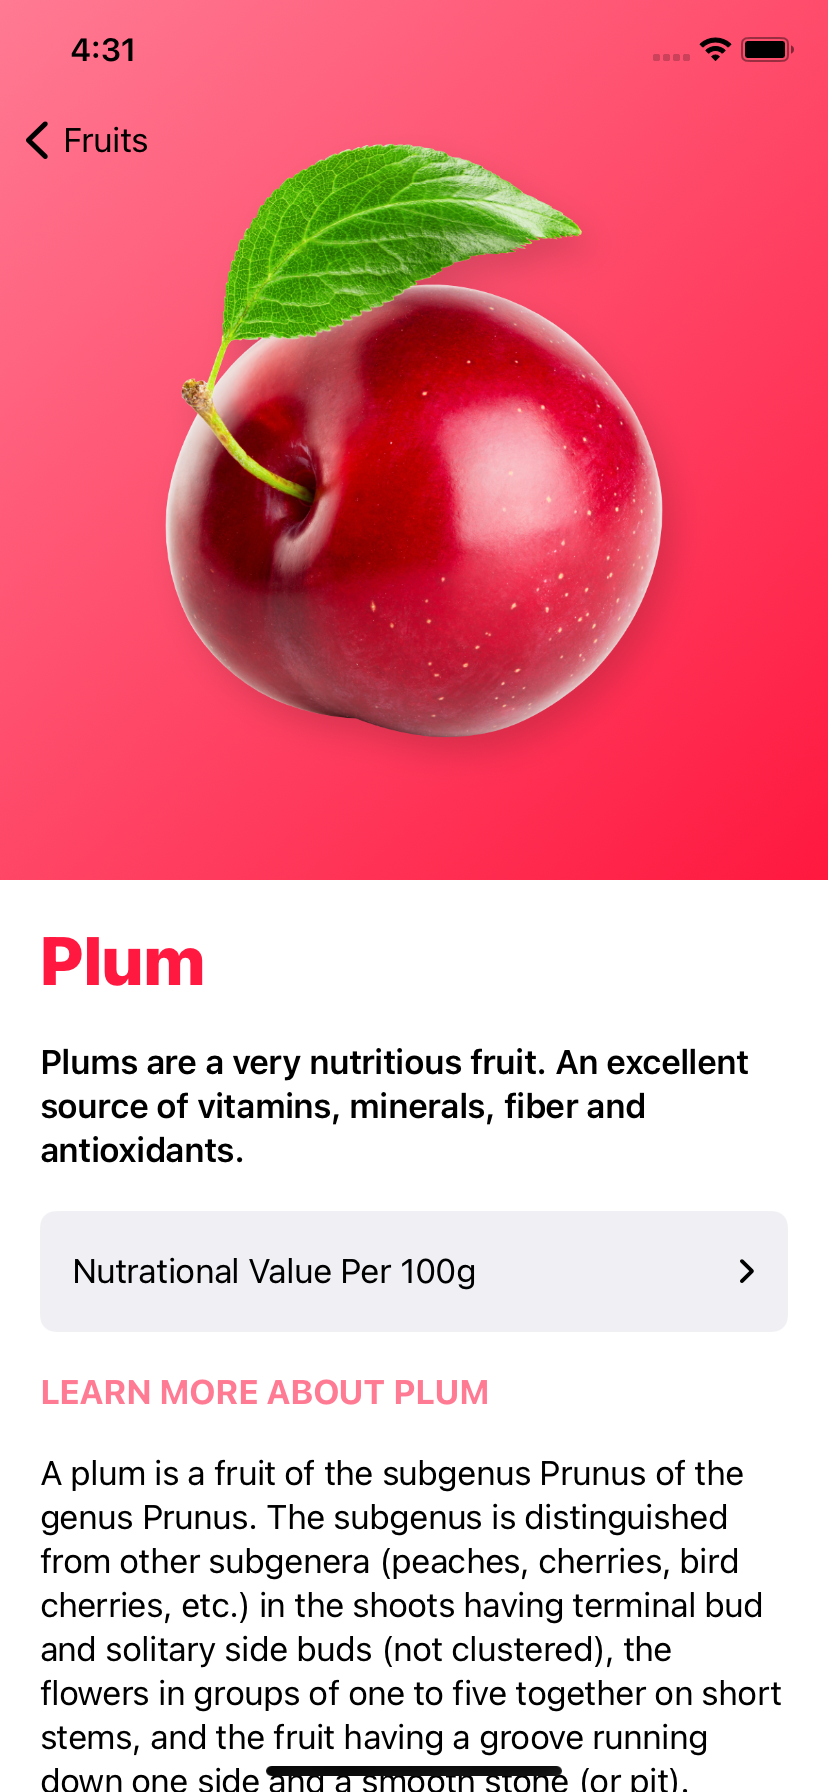 4:31
Fruits
Plum
Plums are a very nutritious fruit. An excellent
source of vitamins, minerals, fiber and
antioxidants.
Nutrational Value Per 100g
LEARN MORE ABOUT PLUM
A plum is a fruit of the subgenus Prunus of the
genus Prunus. The subgenus is distinguished
from other subgenera (peaches, cherries, bird
cherries, etc.) in the shoots having terminal bud
and solitary side buds (not clustered), the
flowers in groups of one to five together on short
stems, and the fruit having a groove running
down one side and a smooth stone (or pit).